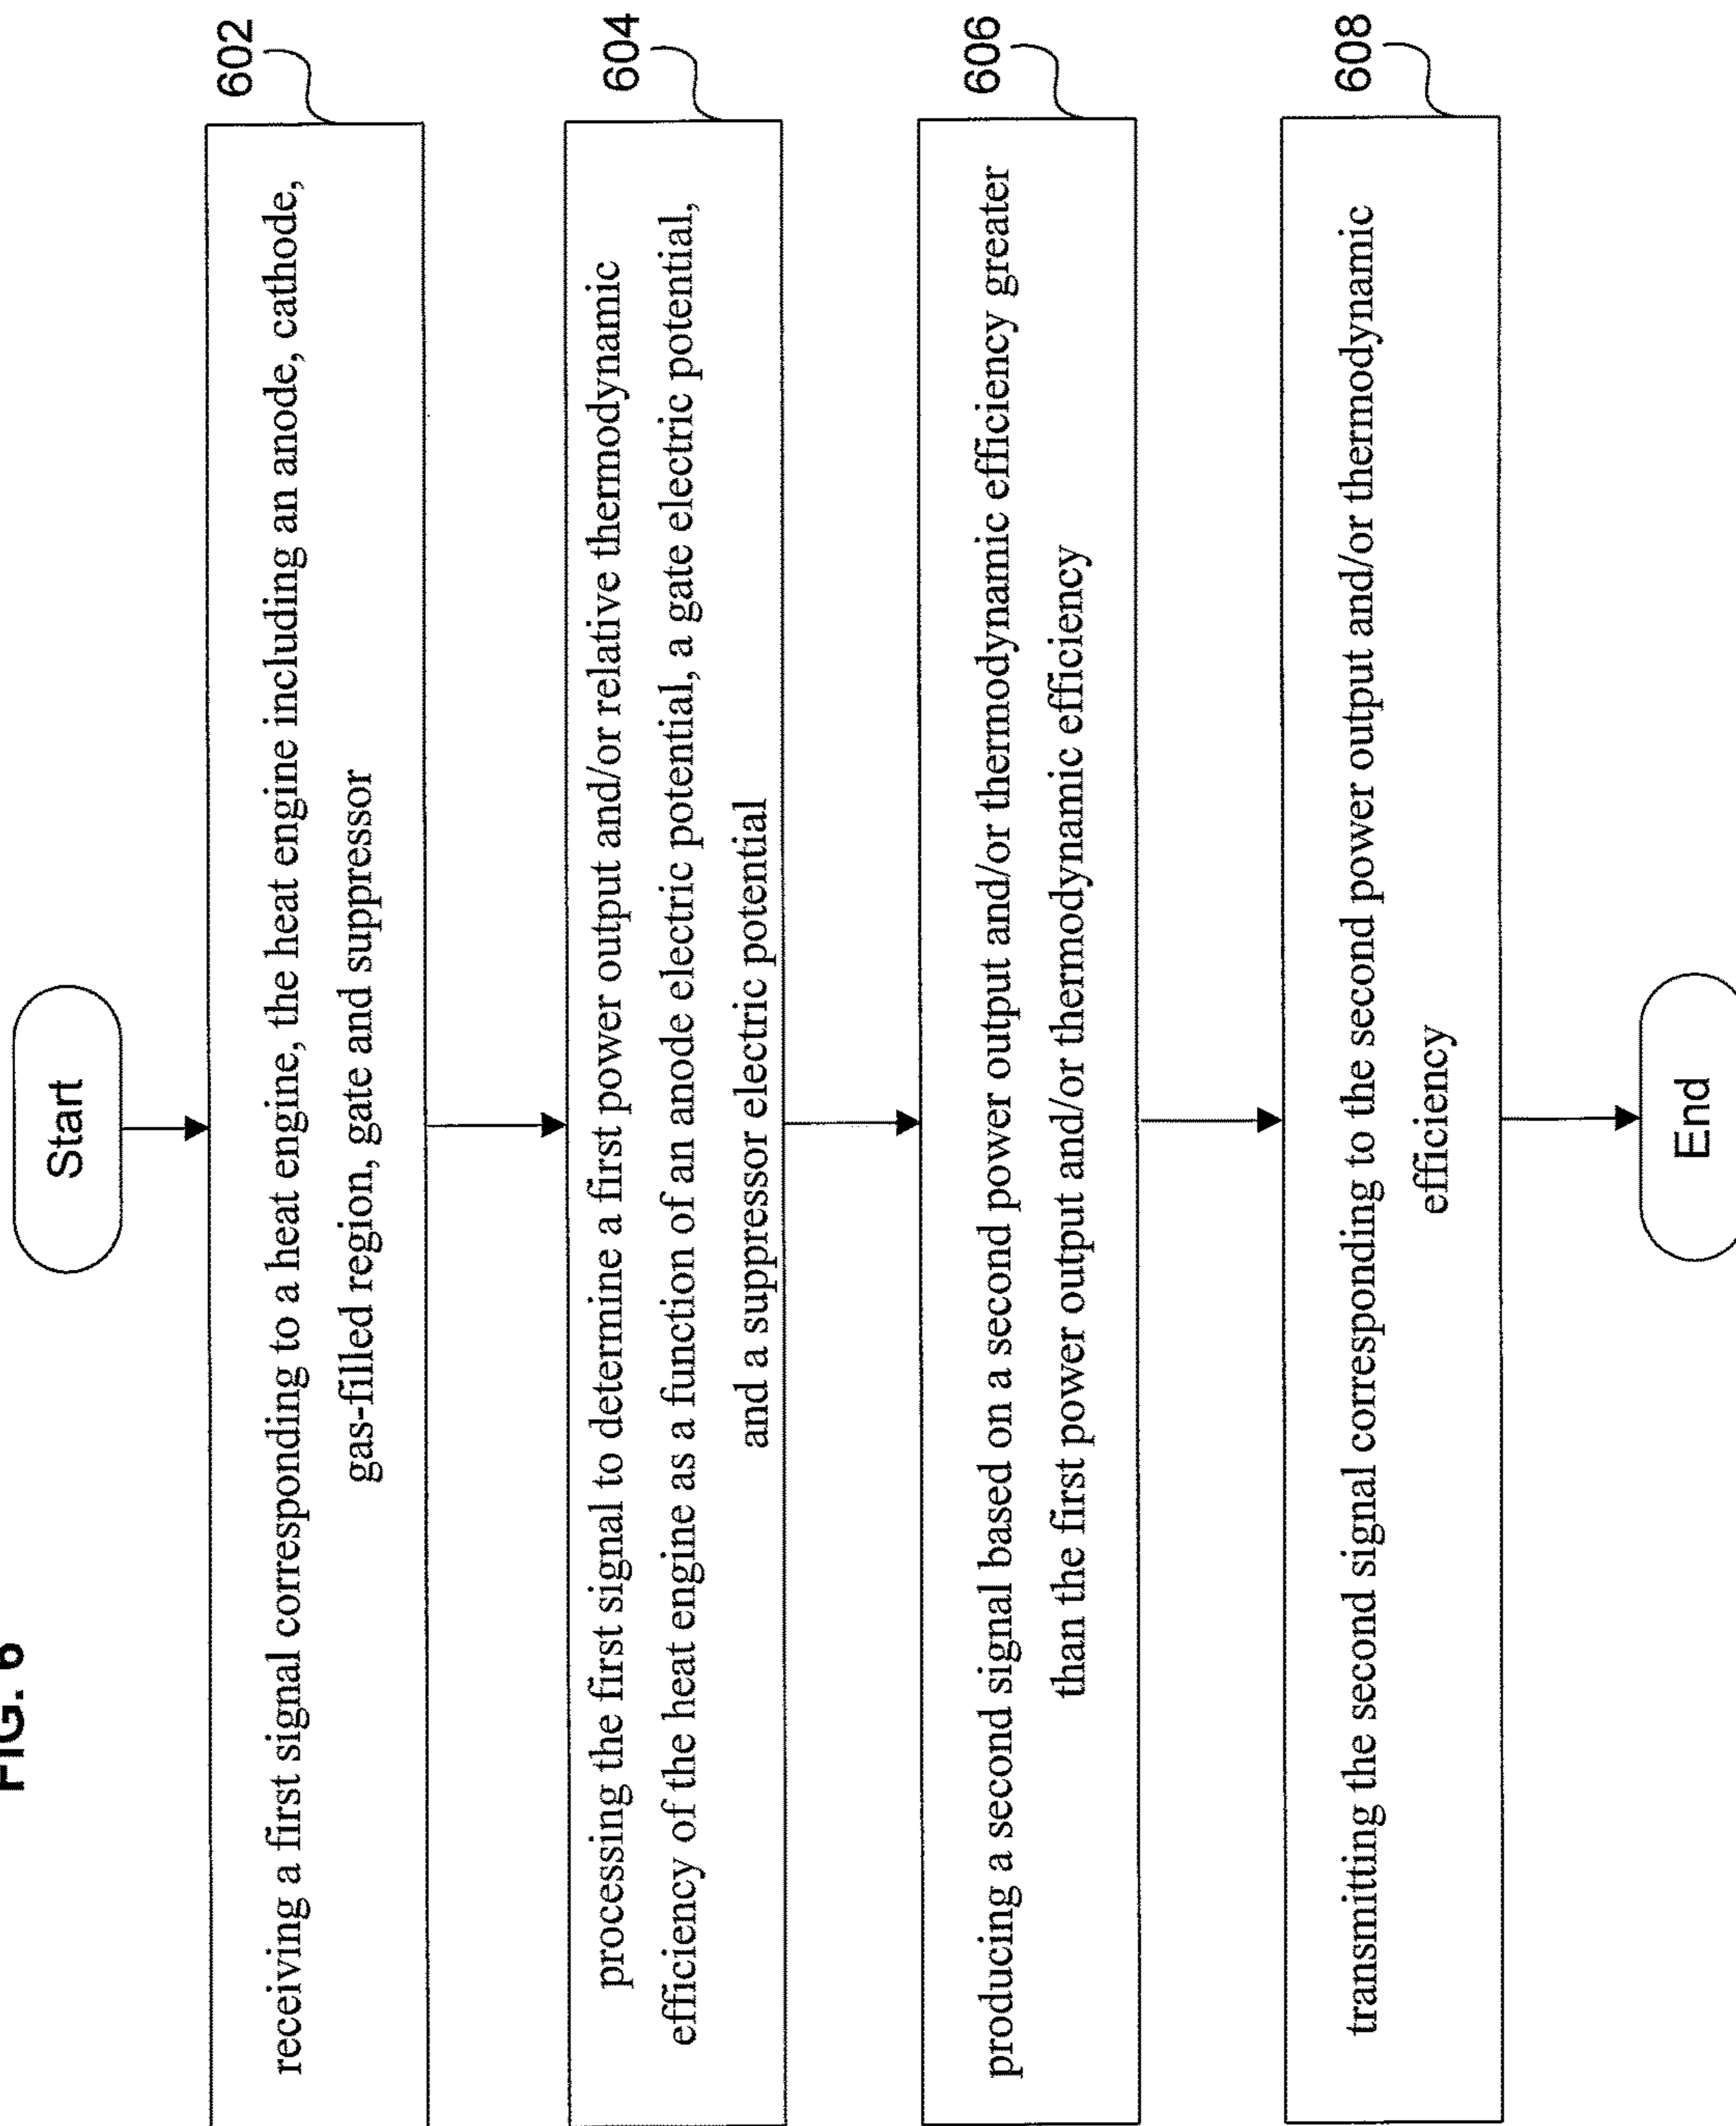 FIG. 6
Start
602
receiving a first signal corresponding to a heat engine, the heat engine including an anode, cathode,
gas-filled region, gate and suppressor
604
processing the first signal to determine a first power output and/or relative thermodynamic
efficiency of the heat engine as a function of an anode electric potential, a gate electric potential,
and a suppressor electric potential
606
producing a second signal based on a second power output and/or thermodynamic efficiency greater
than the first power output and/or thermodynamic efficiency
608
transmitting the second signal corresponding to the second power output and/or thermodynamic
efficiency
End